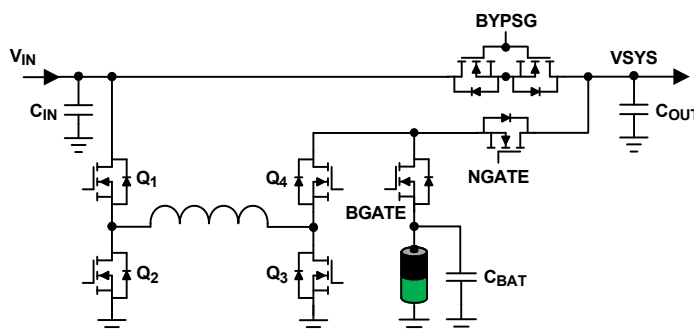 BYPSG
VIN
VSYS
CIN
COUT
NGATE
Q1
Q4
BGATE
Q2
Q3
CBAT